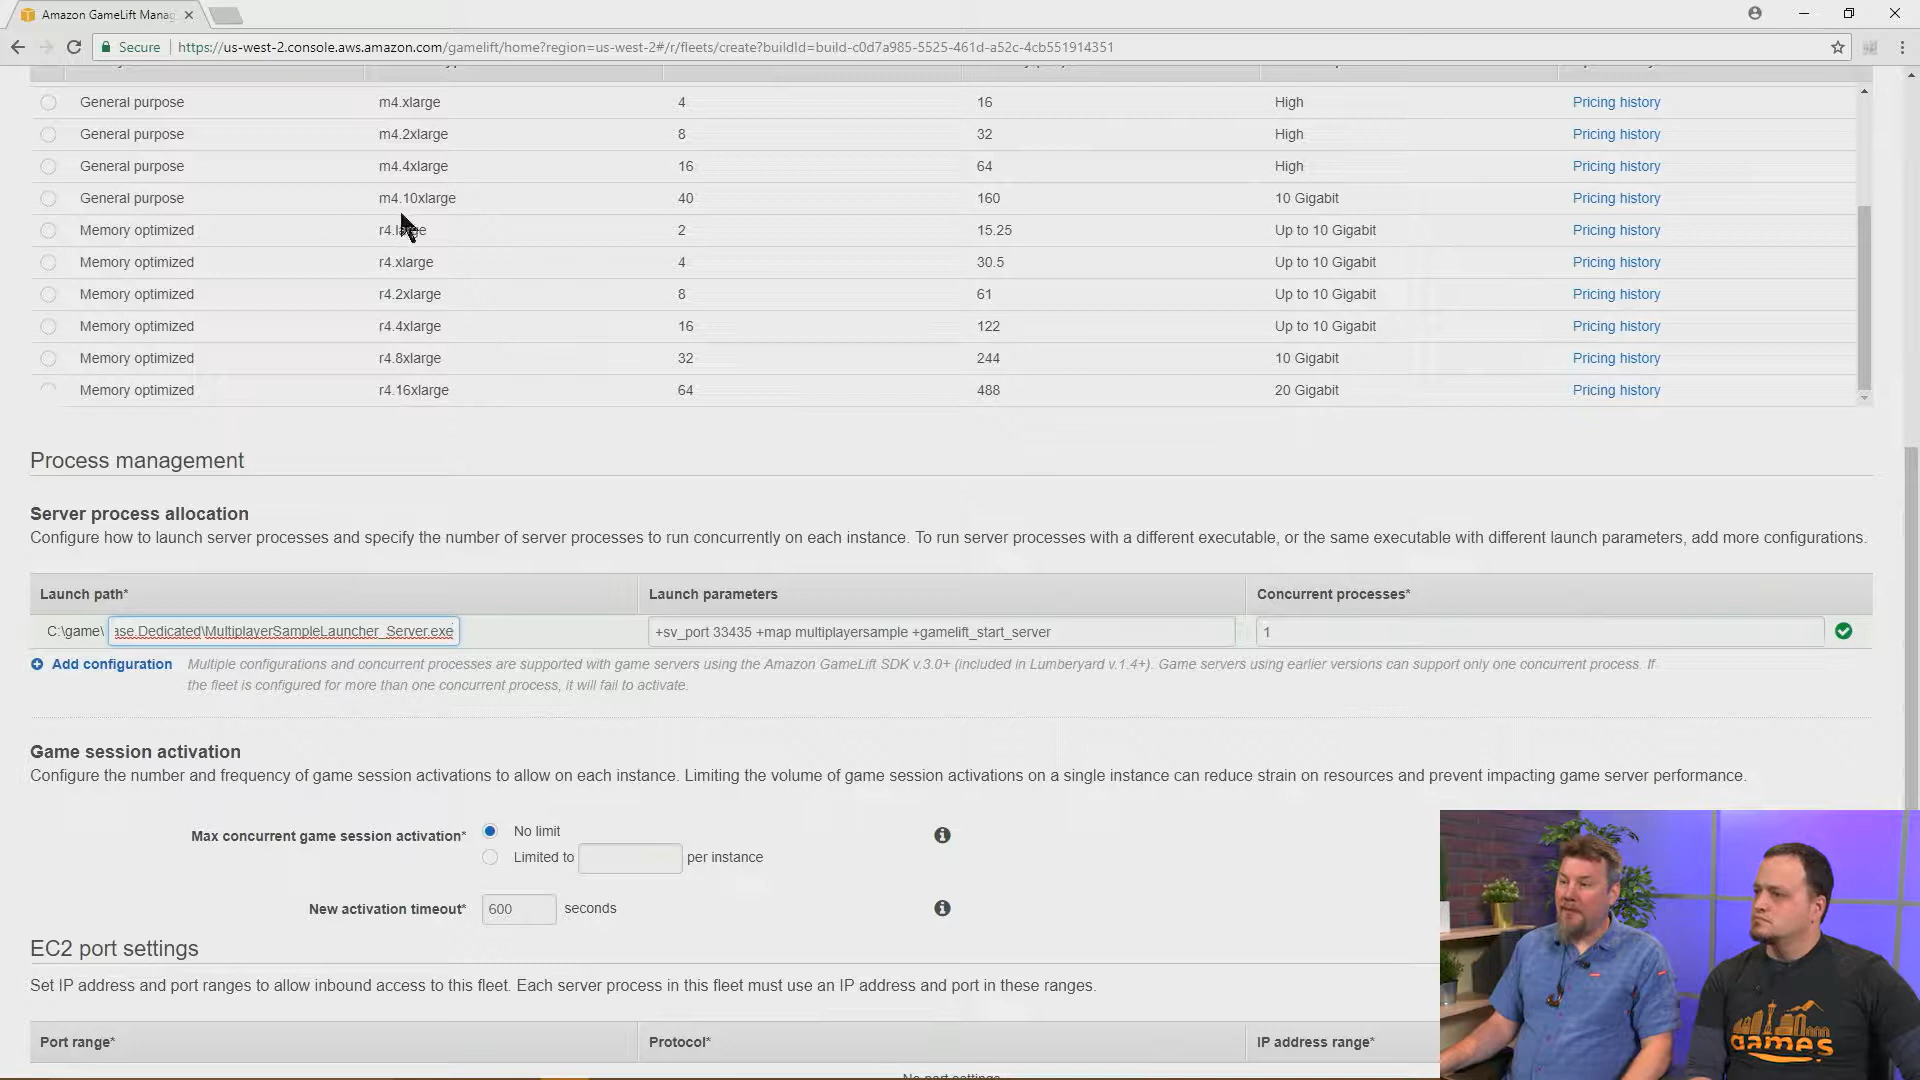 Amazon GameLift Manag
Secure
https://us-west-2.console.aws.amazon.com/gamelift/home?region=us-west-2#/r/fleets/create?buildId=build-c0d7a985-5525-461d-a52c-4cb551914351
General purpose m4.xlarge 4 16 High Pricing history
General purpose m4.2xlarge 8 32 High Pricing history
General purpose m4.4xlarge 16 64 High Pricing history
General purpose m4.10xlarge 40 160 10 Gigabit Pricing history
Memory optimized r4.large 2 15.25 Up to 10 Gigabit Pricing history
Memory optimized r4.xlarge 4 30.5 Up to 10 Gigabit Pricing history
Memory optimized r4.2xlarge 8 61 Up to 10 Gigabit Pricing history
Memory optimized r4.4xlarge 16 122 Up to 10 Gigabit Pricing history
Memory optimized r4.8xlarge 32 244 10 Gigabit Pricing history
Memory optimized r4.16xlarge 64 488 20 Gigabit Pricing history
Process management
Server process allocation
Configure how to launch server processes and specify the number of server processes to run concurrently on each instance. To run server processes with a different executable, or the same executable with different launch parameters, add more configurations.
Launch path* Launch parameters Concurrent processes*
C:\game\ ase.Dedicated\MultiplayerSampleLauncher_Server.exe +sv_port 33435 +map multiplayersample +gamelift_start_server 1
Add configuration Multiple configurations and concurrent processes are supported with game servers using the Amazon GameLift SDK v.3.0+ (included in Lumberyard v.1.4+). Game servers using earlier versions can support only one concurrent process. If
the fleet is configured for more than one concurrent process, it will fail to activate.
Game session activation
Configure the number and frequency of game session activations to allow on each instance. Limiting the volume of game session activations on a single instance can reduce strain on resources and prevent impacting game server performance.
Max concurrent game session activation* No limit
Limited to per instance
New activation timeout* 600 seconds
EC2 port settings
Set IP address and port ranges to allow inbound access to this fleet. Each server process in this fleet must use an IP address and port in these ranges.
Port range* Protocol* IP address range*
games